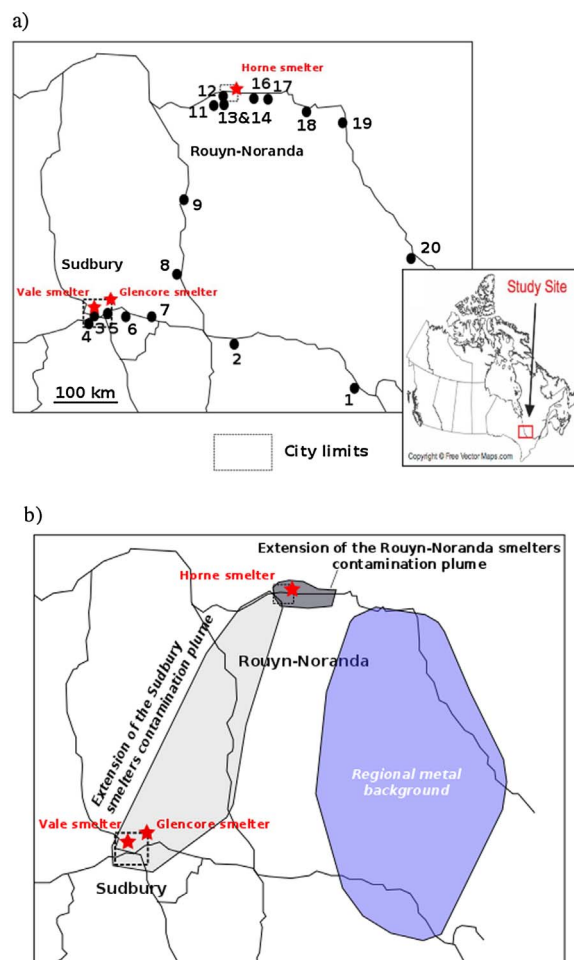 a)
Horne smelter
12
16
17
11
13&14
18
19
Rouyn-Noranda
9
20
Sudbury
8
Vale smelter
Glencore smelter
7
4
3
5
6
2
1
100 km
City limits
Study Site
Copyright © Free Vector Maps.com
b)
Extension of the Rouyn-Noranda smelters
contamination plume
Horne smelter
Rouyn-Noranda
Extension of the Sudbury
smelters contamination plume
Regional metal
background
Vale smelter
Glencore smelter
Sudbury